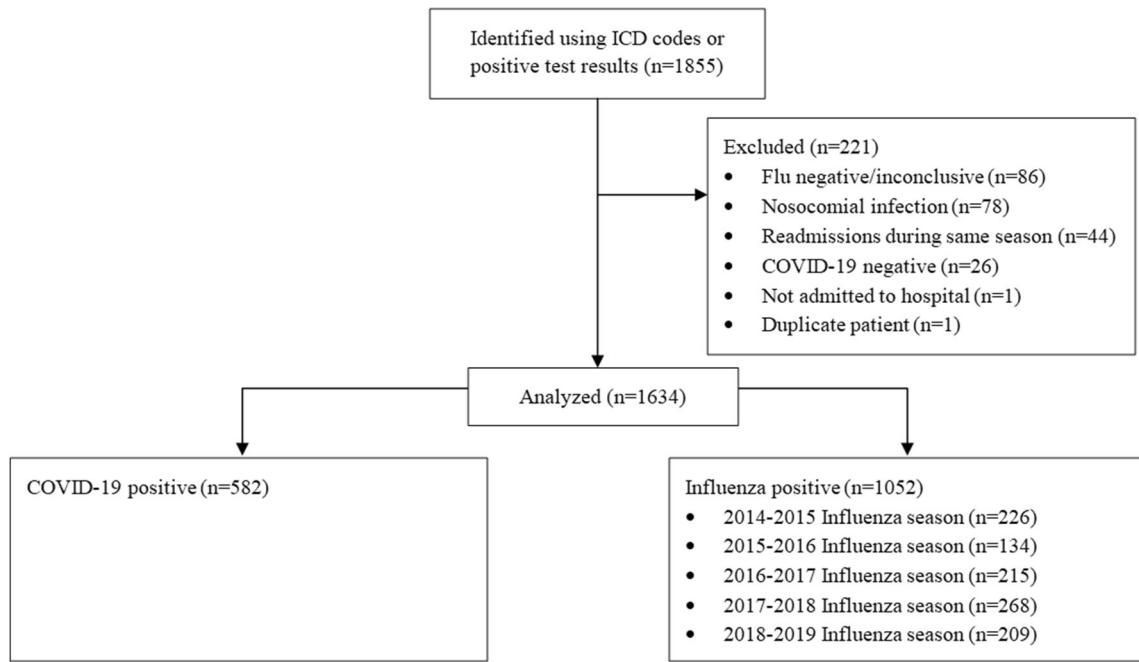 Identified using ICD codes or
positive test results (n=1855)
Excluded (n=221)
• Flu negative/inconclusive (n=86)
• Nosocomial infection (n=78)
• Readmissions during same season (n=44)
• COVID-19 negative (n=26)
• Not admitted to hospital (n=1)
• Duplicate patient (n=1)
Analyzed (n=1634)
COVID-19 positive (n=582)
Influenza positive (n=1052)
• 2014-2015 Influenza season (n=226)
• 2015-2016 Influenza season (n=134)
• 2016-2017 Influenza season (n=215)
• 2017-2018 Influenza season (n=268)
• 2018-2019 Influenza season (n=209)